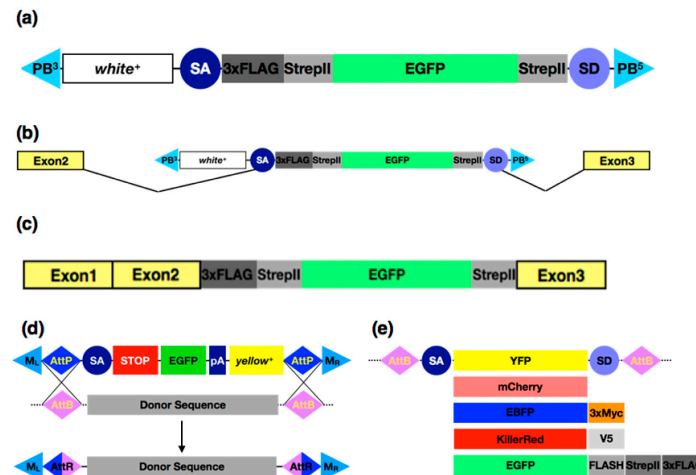 (a)
PB3 white+ SA 3xFLAG StrepII EGFP StrepII SD PB5
(b)
Exon2 PB3 white+ SA 3xFLAG StrepII EGFP StrepII SD PB5 Exon3
(c)
Exon1 Exon2 3xFLAG StrepII EGFP StrepII Exon3
(d)
ML AttP SA STOP EGFP pA yellow+ AttP MR
AttB Donor Sequence AttB
ML AttR Donor Sequence AttR MR
(e)
AttB SA YFP SD AttB
mCherry
EBFP 3xMyc
KillerRed V5
EGFP FLASH StrepII 3xFLA